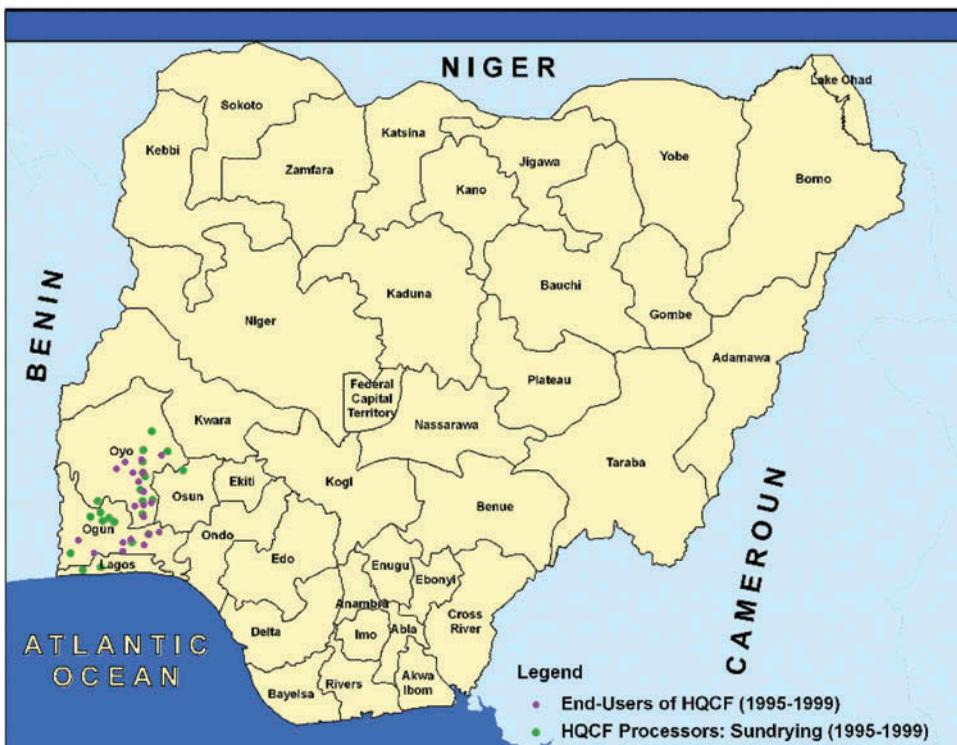 NIGER
Lake Chad
Sokoto
Katsina
Kebbi
Zamfara
Jigawa
Yobe
Borno
Kano
BENIN
Kaduna
Bauchi
Niger
Gombe
Adamawa
Plateau
Federal
Capital
Territory
Kwara
Nassarawa
Oyo
Taraba
Osun
Ekiti
Kogi
Benue
Ogun
Ondo
Edo
Lagos
Enugu
Ebonyi
Anambra
Cross
River
Delta
Imo
Abla
CAMEROUN
ATLANTIC
OCEAN
Akwa
Ibom
Rivers
Bayelsa
Legend
End-Users of HQCF (1995-1999)
HQCF Processors: Sundrying (1995-1999)